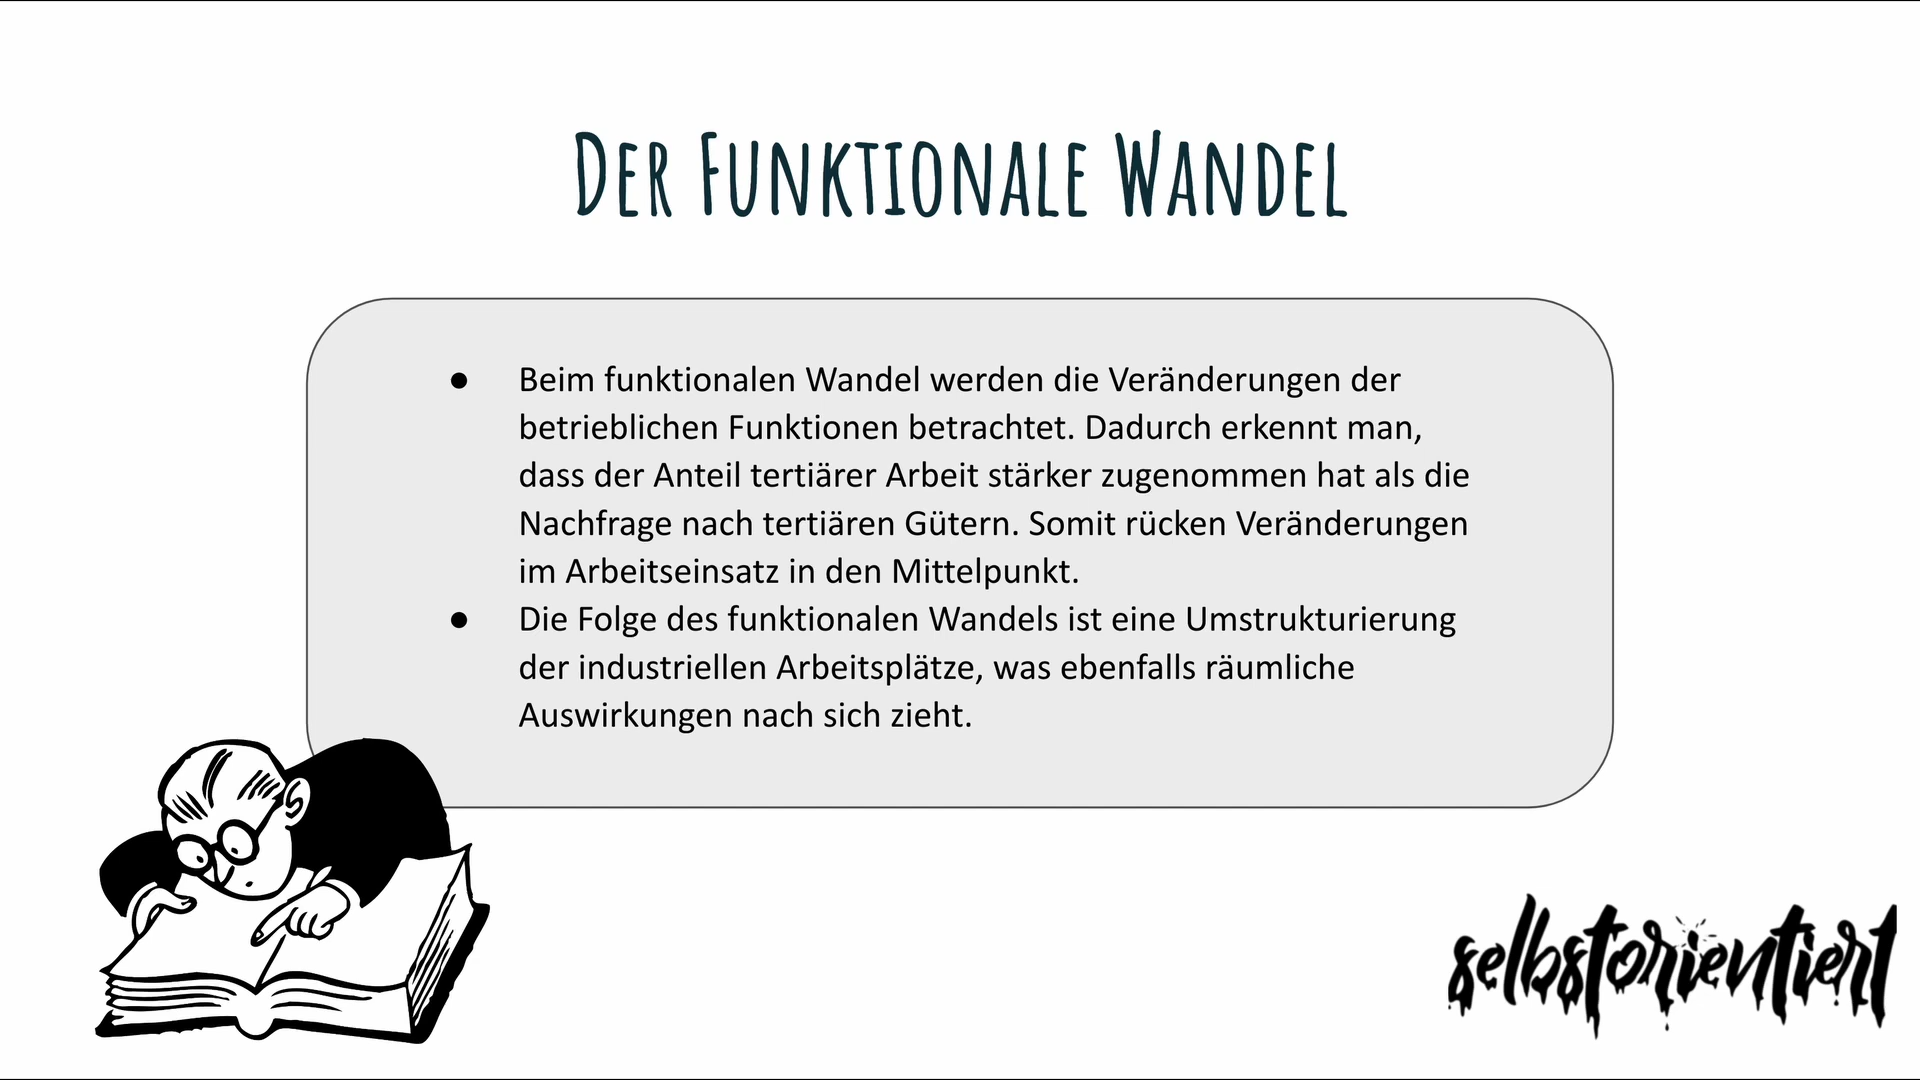 Der Funktionale Wandel
● Beim funktionalen Wandel werden die Veränderungen der
betrieblichen Funktionen betrachtet. Dadurch erkennt man,
dass der Anteil tertiärer Arbeit stärker zugenommen hat als die
Nachfrage nach tertiären Gütern. Somit rücken Veränderungen
im Arbeitseinsatz in den Mittelpunkt.
● Die Folge des funktionalen Wandels ist eine Umstrukturierung
der industriellen Arbeitsplätze, was ebenfalls räumliche
Auswirkungen nach sich zieht.
selbstorientiert